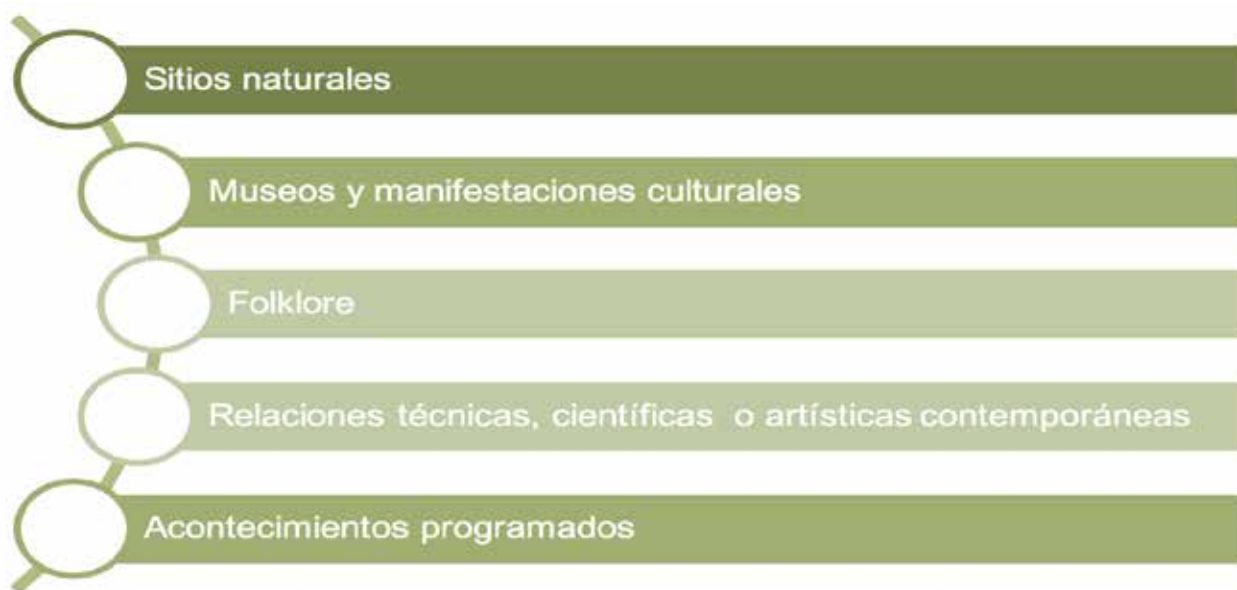 Sitios naturales
Museos y manifestaciones culturales
Folklore
Relaciones técnicas, científicas o artísticas contemporáneas
Acontecimientos programados